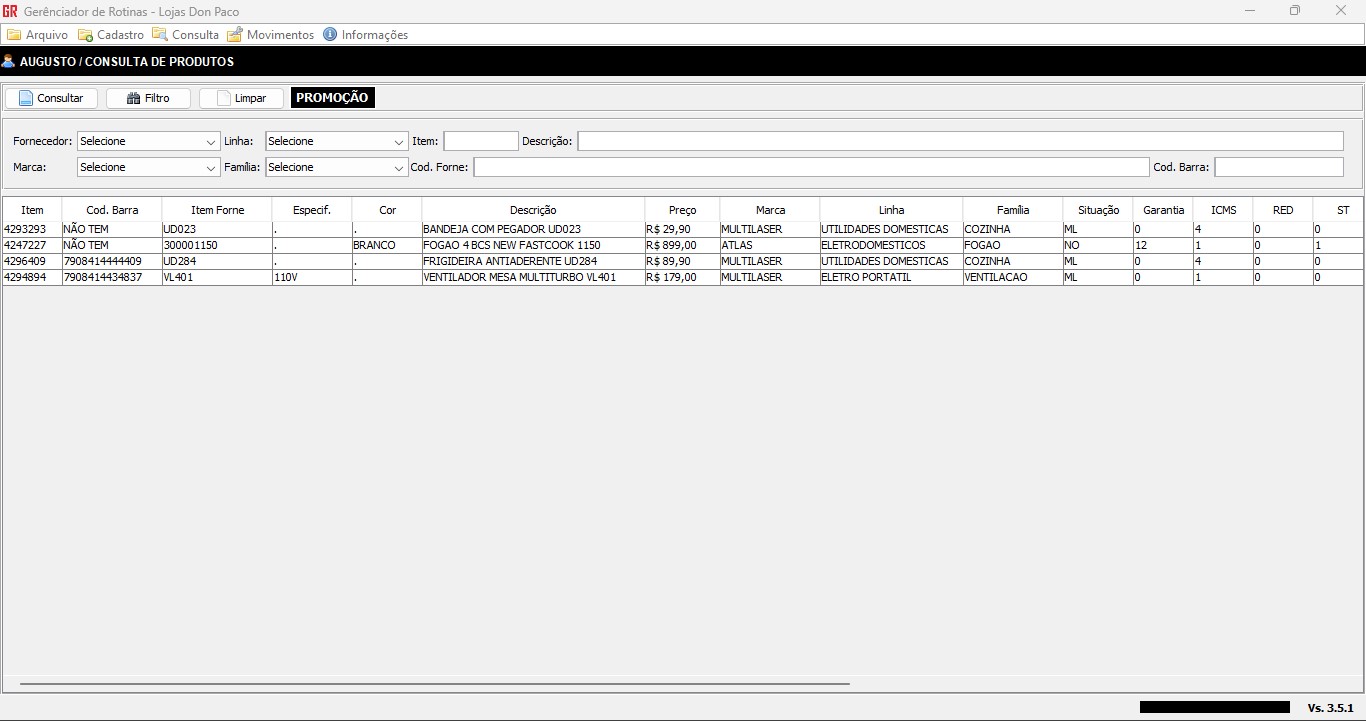 GR Gerênciador de Rotinas - Lojas Don Paco
Arquivo Cadastro Consulta Movimentos Informações
AUGUSTO / CONSULTA DE PRODUTOS
Consultar Filtro Limpar PROMOÇÃO
Fornecedor: Selecione Linha: Selecione Item: Descrição:
Marca: Selecione Família: Selecione Cod. Forne: Cod. Barra:
Item Cod. Barra Item Forne Especif. Cor Descrição Preço Marca Linha Família Situação Garantia ICMS RED ST
4293293 NÃO TEM UD023 . . BANDEJA COM PEGADOR UD023 R$ 29,90 MULTILASER UTILIDADES DOMESTICAS COZINHA ML 0 4 0 0
4247227 NÃO TEM 300001150 . BRANCO FOGAO 4 BCS NEW FASTCOOK 1150 R$ 899,00 ATLAS ELETRODOMESTICOS FOGAO NO 12 1 0 1
4296409 7908414444409 UD284 . . FRIGIDEIRA ANTIADERENTE UD284 R$ 89,90 MULTILASER UTILIDADES DOMESTICAS COZINHA ML 0 4 0 0
4294894 7908414434837 VL401 110V . VENTILADOR MESA MULTITURBO VL401 R$ 179,00 MULTILASER ELETRO PORTATIL VENTILACAO ML 0 1 0 0
Vs. 3.5.1